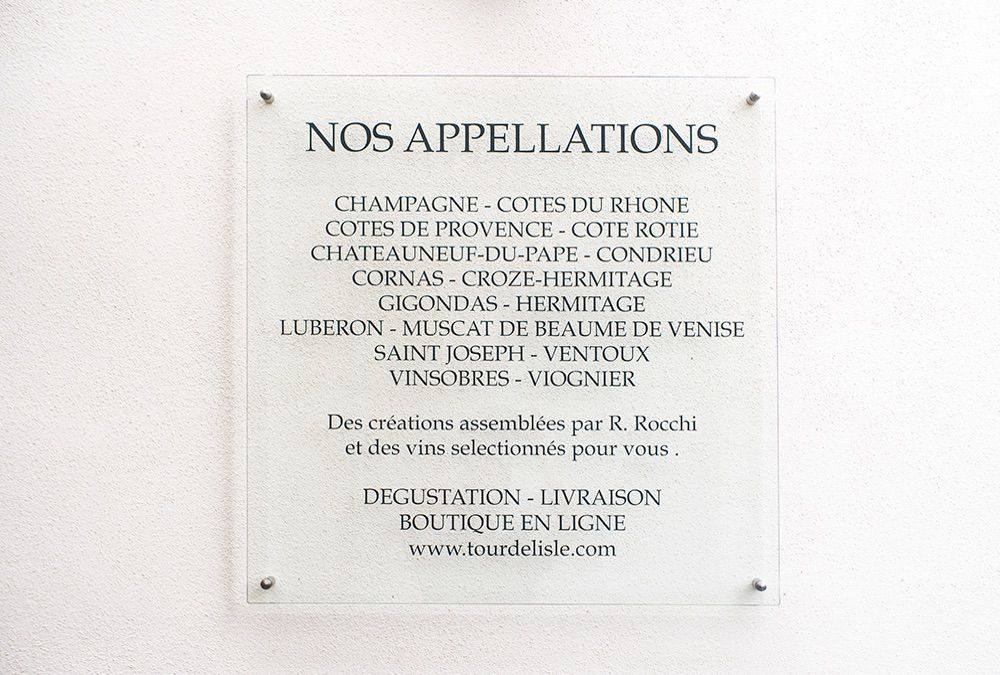 NOS APPELLATIONS
CHAMPAGNE - COTES DU RHONE
COTES DE PROVENCE - COTE ROTIE
CHATEAUNEUF-DU-PAPE - CONDRIEU
CORNAS - CROZE-HERMITAGE
GIGONDAS - HERMITAGE
LUBERON - MUSCAT DE BEAUME DE VENISE
SAINT JOSEPH - VENTOUX
VINSOBRES - VIOGNIER
Des créations assemblées par R. Rocchi
et des vins selectionnés pour vous .
DEGUSTATION - LIVRAISON
BOUTIQUE EN LIGNE
www.tourdelisle.com